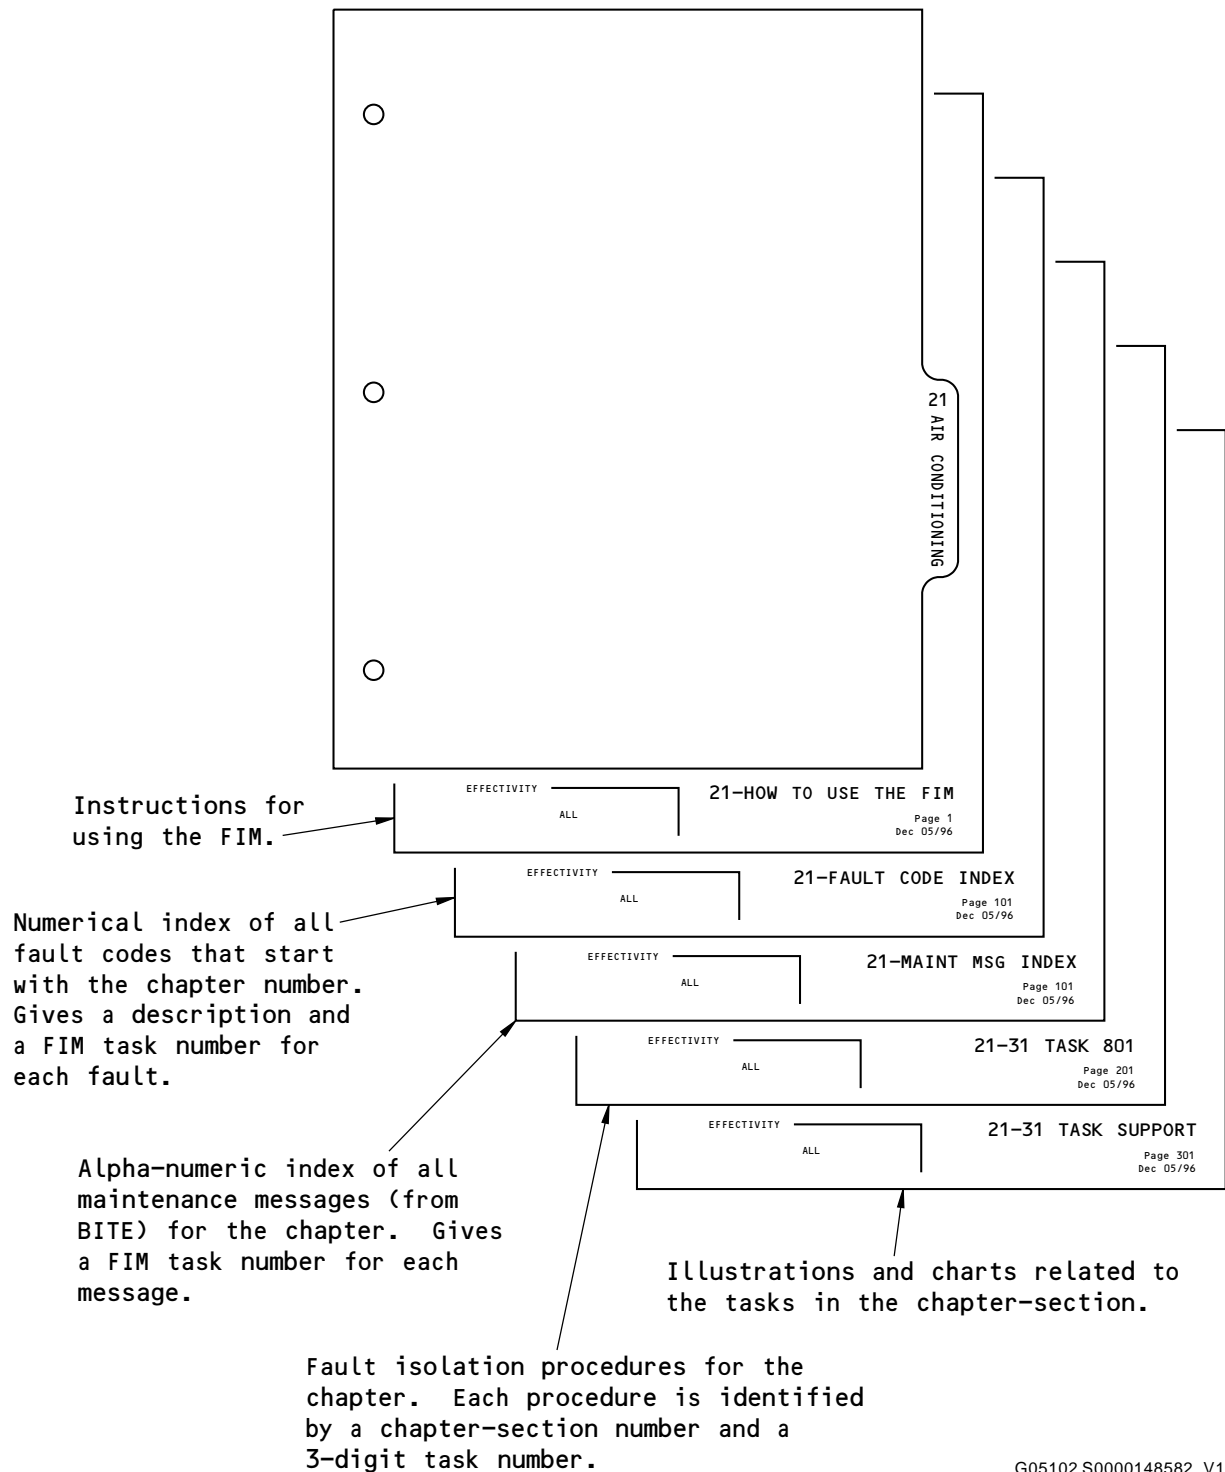 21 AIR CONDITIONING
Instructions for
using the FIM.
EFFECTIVITY
ALL
21-HOW TO USE THE FIM
Page 1
Dec 05/96
Numerical index of all
fault codes that start
with the chapter number.
Gives a description and
a FIM task number for
each fault.
EFFECTIVITY
ALL
21-FAULT CODE INDEX
Page 101
Dec 05/96
EFFECTIVITY
ALL
21-MAINT MSG INDEX
Page 101
Dec 05/96
EFFECTIVITY
ALL
21-31 TASK 801
Page 201
Dec 05/96
EFFECTIVITY
ALL
21-31 TASK SUPPORT
Page 301
Dec 05/96
Alpha-numeric index of all
maintenance messages (from
BITE) for the chapter.  Gives
a FIM task number for each
message.
Illustrations and charts related to
the tasks in the chapter-section.
Fault isolation procedures for the
chapter.  Each procedure is identified
by a chapter-section number and a
3-digit task number.
G05102 S0000148582_V1